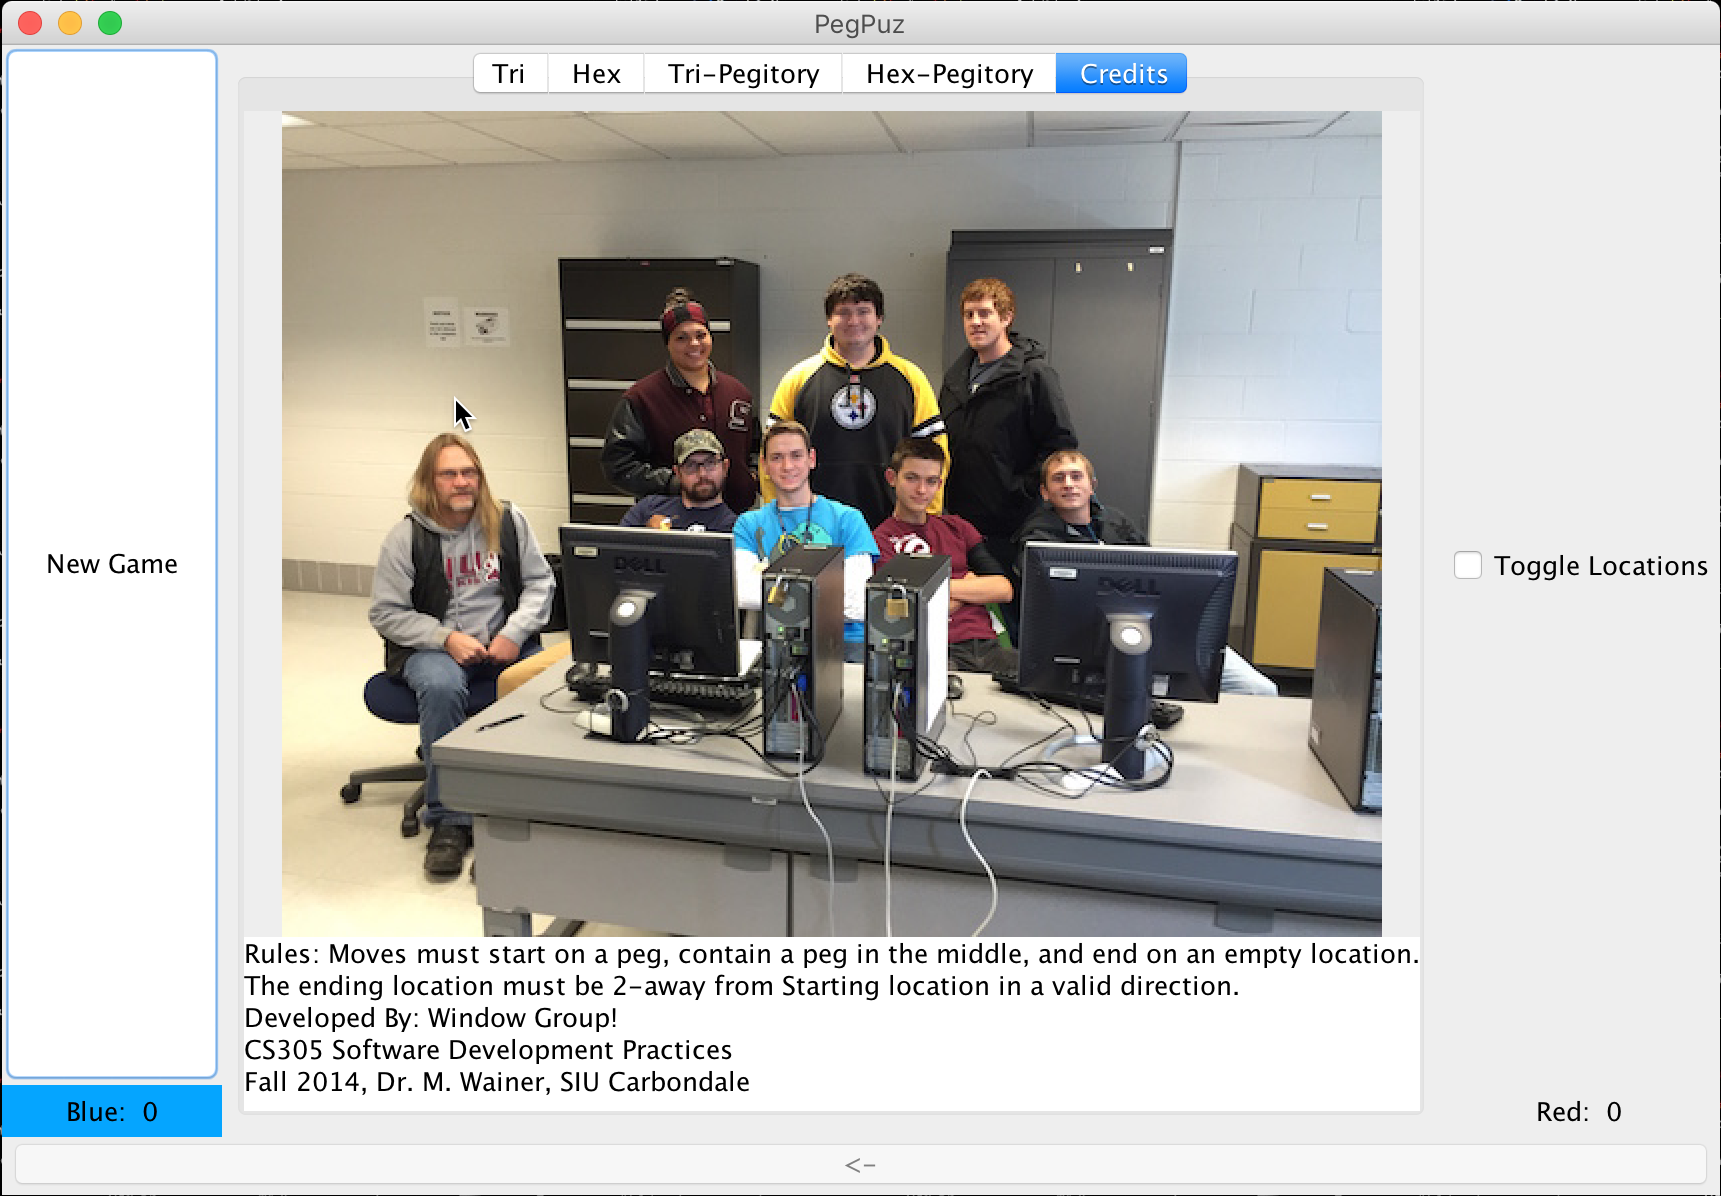 PegPuz
Tri
Hex
Tri-Pegitory
Hex-Pegitory
Credits
New Game
Toggle Locations
DELL
DELL
Rules: Moves must start on a peg, contain a peg in the middle, and end on an empty location.
The ending location must be 2-away from Starting location in a valid direction.
Developed By: Window Group!
CS305 Software Development Practices
Fall 2014, Dr. M. Wainer, SIU Carbondale
Blue: 0
Red: 0
<-